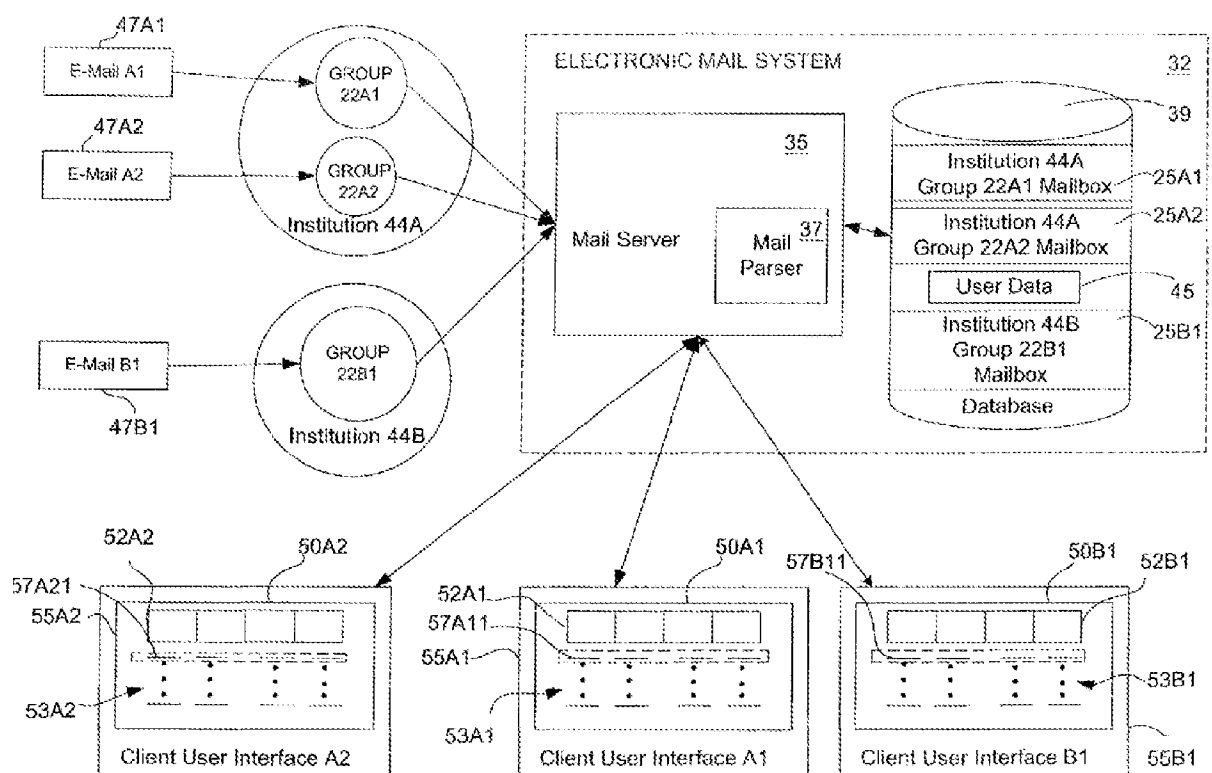 47A1
E-Mail A1
GROUP
22A1
47A2
E-Mail A2
GROUP
22A2
Institution 44A
E-Mail B1
47B1
GROUP
22B1
Institution 44B
ELECTRONIC MAIL SYSTEM
32
35
Mail Server
37
Mail
Parser
39
Institution 44A
Group 22A1 Mailbox
25A1
Institution 44A
Group 22A2 Mailbox
25A2
User Data
45
Institution 44B
Group 22B1
Mailbox
25B1
Database
52A2
50A2
57A21
55A2
53A2
Client User Interface A2
50A1
52A1
57A11
55A1
53A1
Client User Interface A1
57B11
50B1
52B1
53B1
Client User Interface B1
55B1